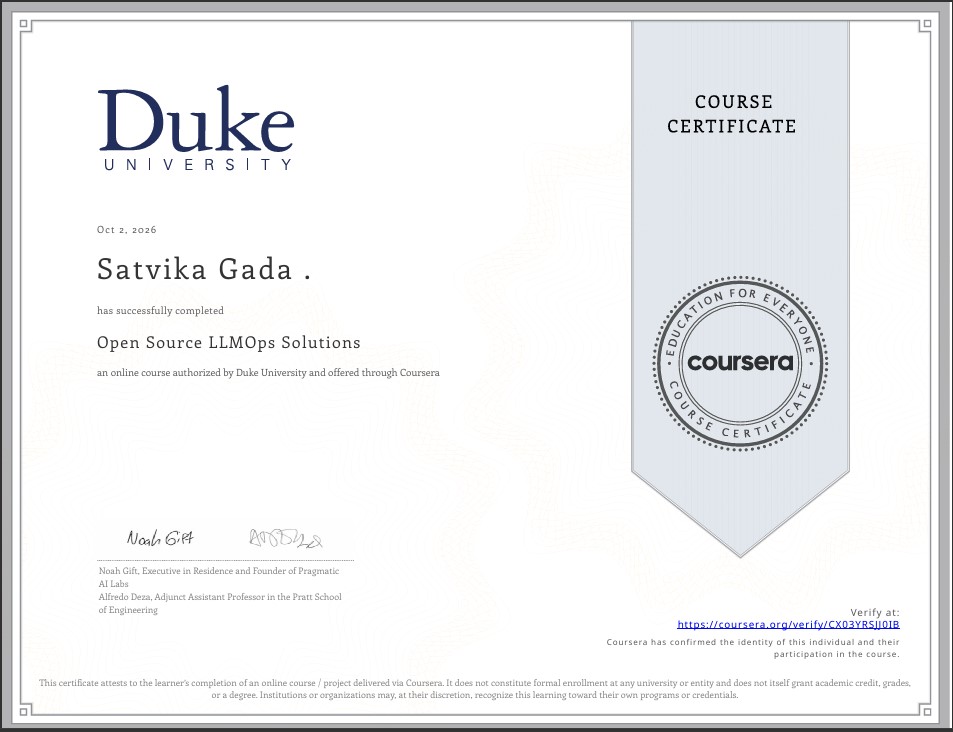 Duke
UNIVERSITY
COURSE
CERTIFICATE
Oct 2, 2026
Satvika Gada .
has successfully completed
Open Source LLMOps Solutions
an online course authorized by Duke University and offered through Coursera
EDUCATION FOR EVERYONE
coursera
COURSE CERTIFICATE
Noah Gift
Noah Gift, Executive in Residence and Founder of Pragmatic
AI Labs
Alfredo Deza, Adjunct Assistant Professor in the Pratt School
of Engineering
Verify at:
https://coursera.org/verify/CX03YRSJJ0IB
Coursera has confirmed the identity of this individual and their
participation in the course.
This certificate attests to the learner's completion of an online course / project delivered via Coursera. It does not constitute formal enrollment at any university or entity and does not itself grant academic credit, grades,
or a degree. Institutions or organizations may, at their discretion, recognize this learning toward their own programs or credentials.